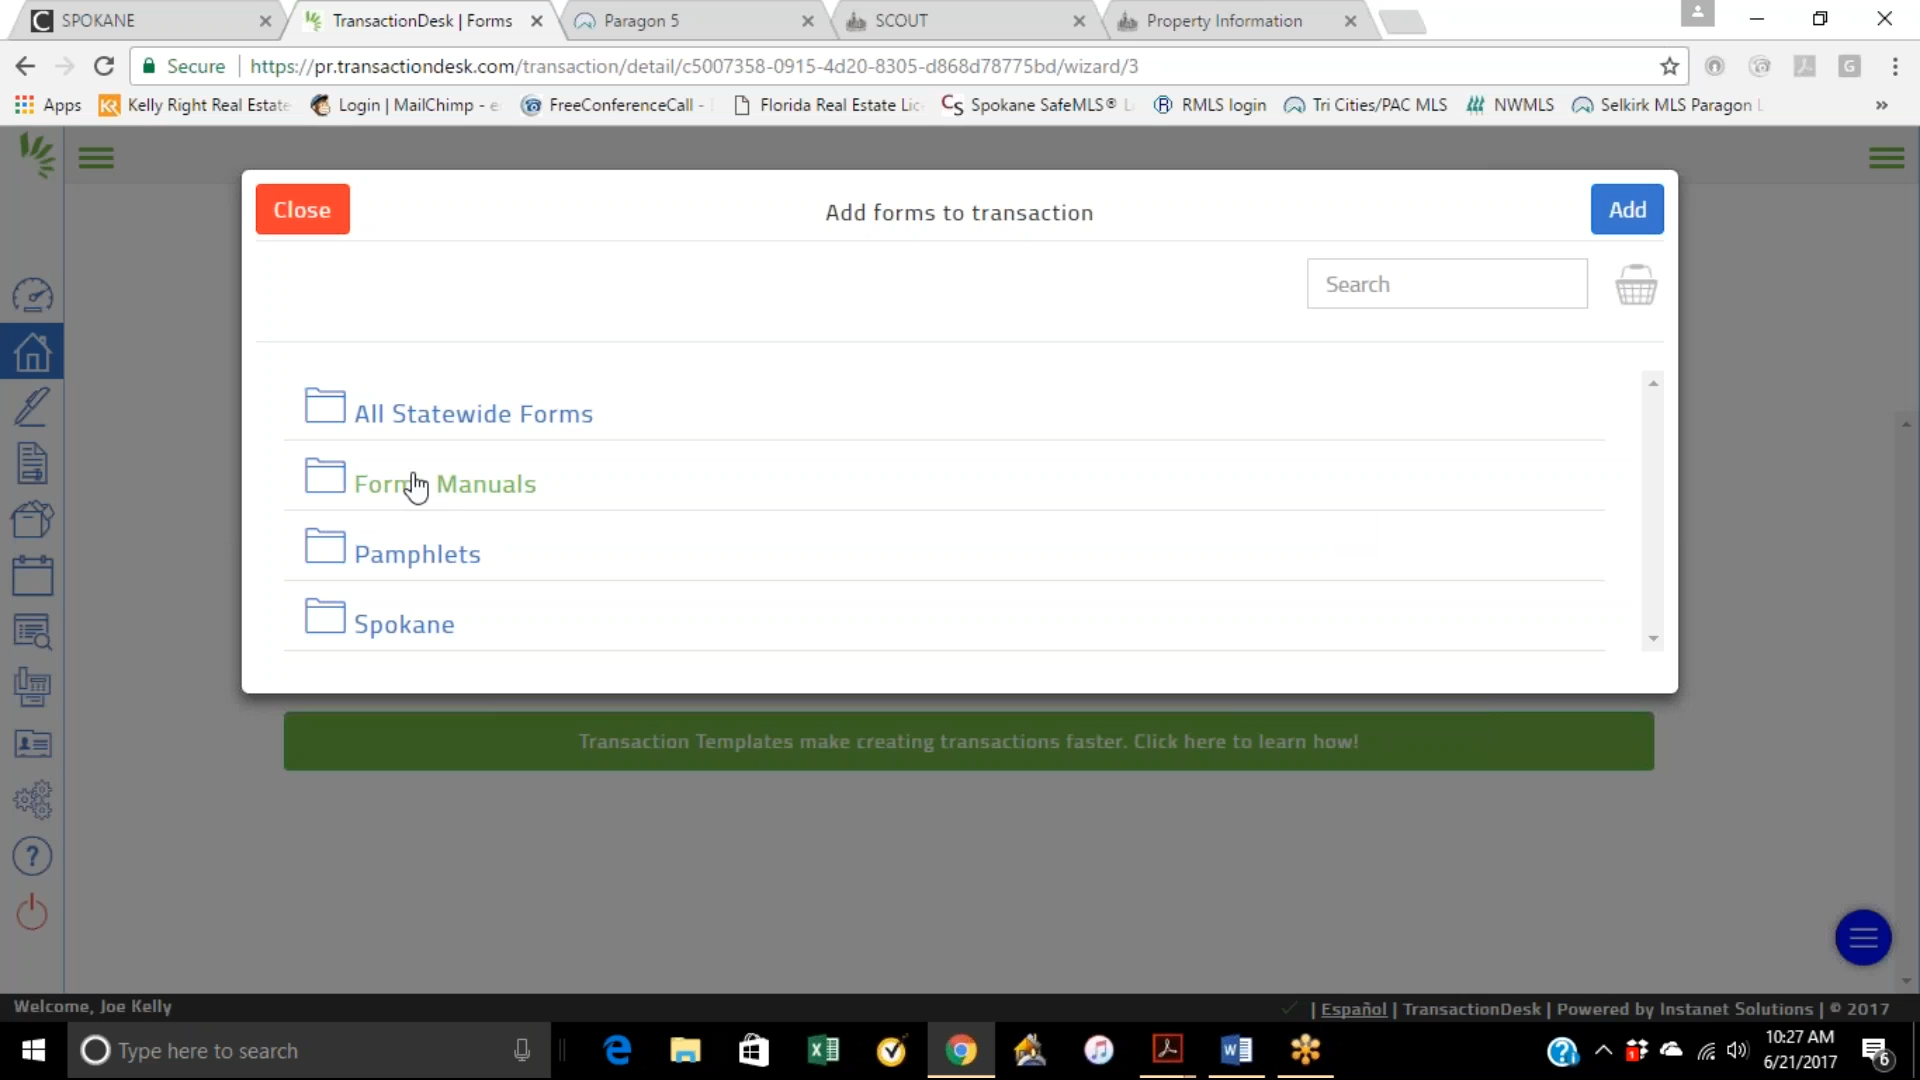 SPOKANE
TransactionDesk | Forms
Paragon 5
SCOUT
Property Information
Secure
https://pr.transactiondesk.com/transaction/detail/c5007358-0915-4d20-8305-d868d78775bd/wizard/3
G
Apps
KR Kelly Right Real Estate
Login | MailChimp - e
FreeConferenceCall -
Florida Real Estate Lic
CS Spokane SafeMLS® L
R RMLS login
Tri Cities/PAC MLS
NWMLS
Selkirk MLS Paragon L
»
Close
Add forms to transaction
Add
Search
All Statewide Forms
Form Manuals
Pamphlets
Spokane
Transaction Templates make creating transactions faster. Click here to learn how!
?
Welcome, Joe Kelly
| Español | TransactionDesk | Powered by Instanet Solutions | © 2017
Type here to search
10:27 AM
6/21/2017
6